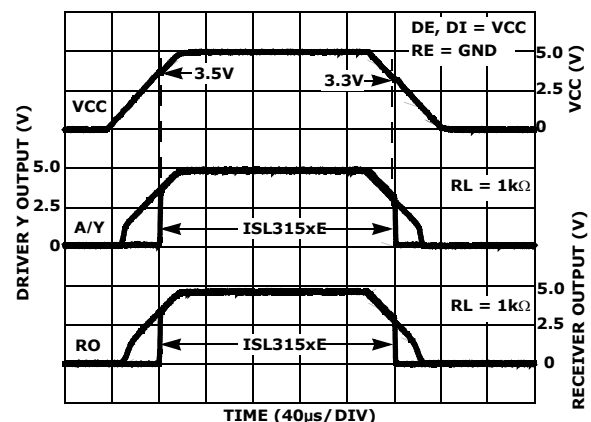 DE, DI = VCC
RE = GND
5.0
3.5V
3.3V
2.5
VCC
0
VCC (V)
5.0
RL = 1kΩ
2.5
A/Y
ISL315xE
0
DRIVER Y OUTPUT (V)
5.0
RL = 1kΩ
2.5
RO
ISL315xE
0
RECEIVER OUTPUT (V)
TIME (40µs/DIV)